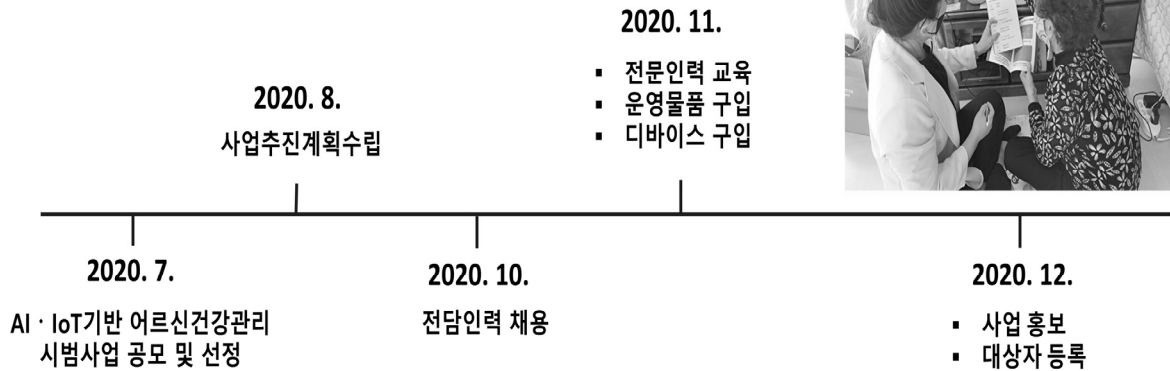 2020. 7.
AI · IoT기반 어르신건강관리
시범사업 공모 및 선정
2020. 8.
사업추진계획수립
2020. 10.
전담인력 채용
2020. 11.
▪ 전문인력 교육
▪ 운영물품 구입
▪ 디바이스 구입
2020. 12.
▪ 사업 홍보
▪ 대상자 등록